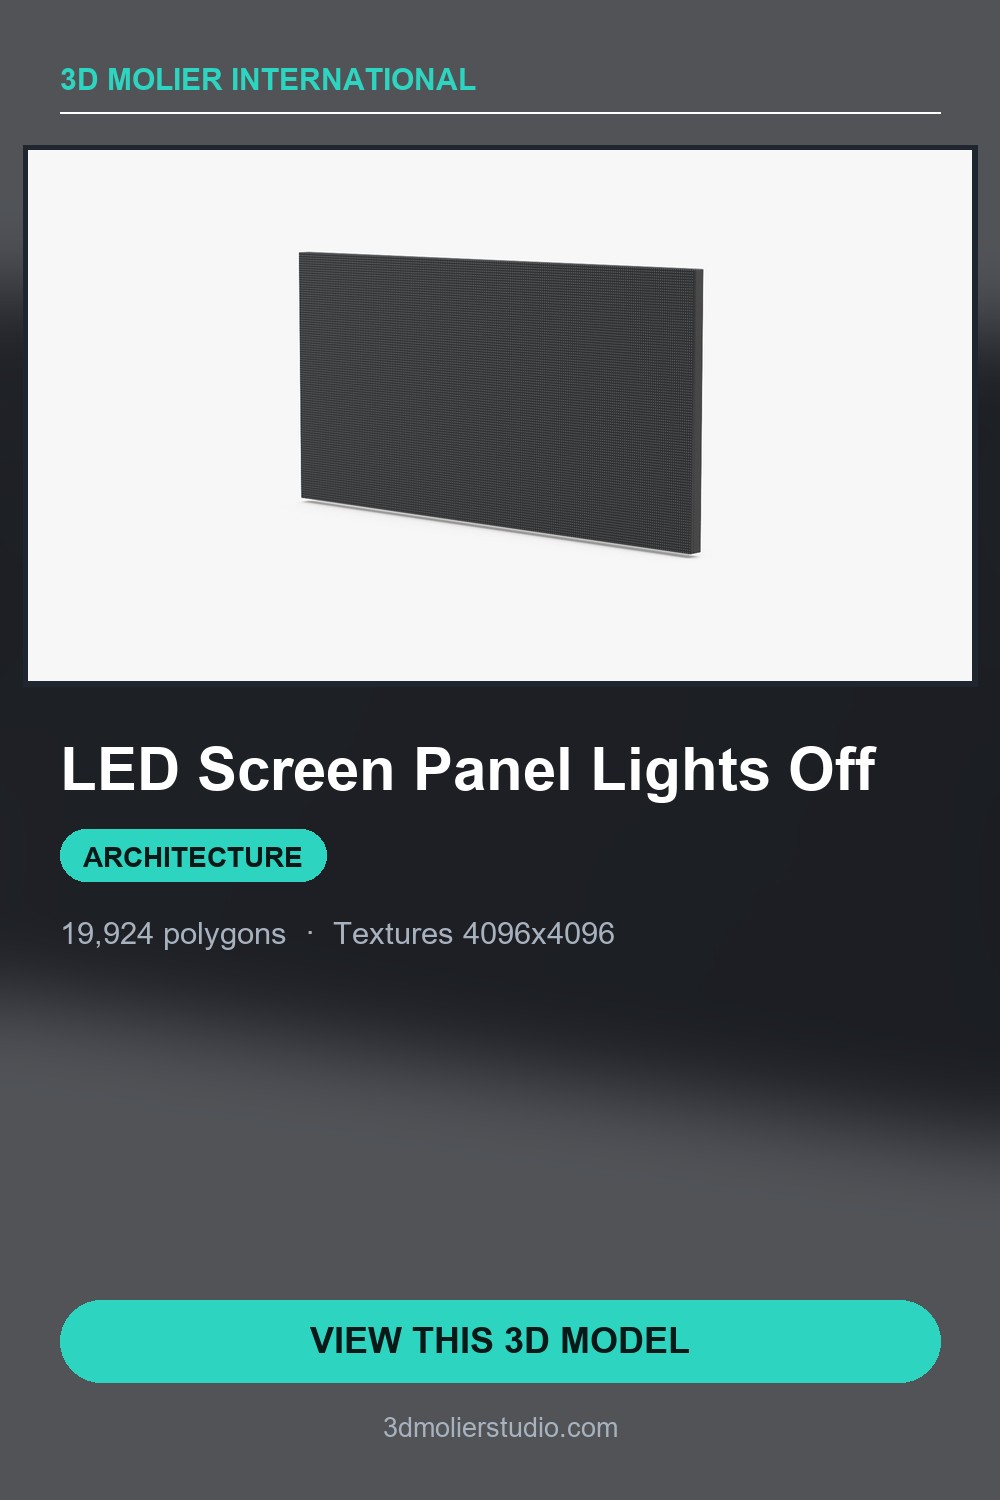 3D MOLIER INTERNATIONAL
LED Screen Panel Lights Off
ARCHITECTURE
19,924 polygons · Textures 4096x4096
VIEW THIS 3D MODEL
3dmolierstudio.com